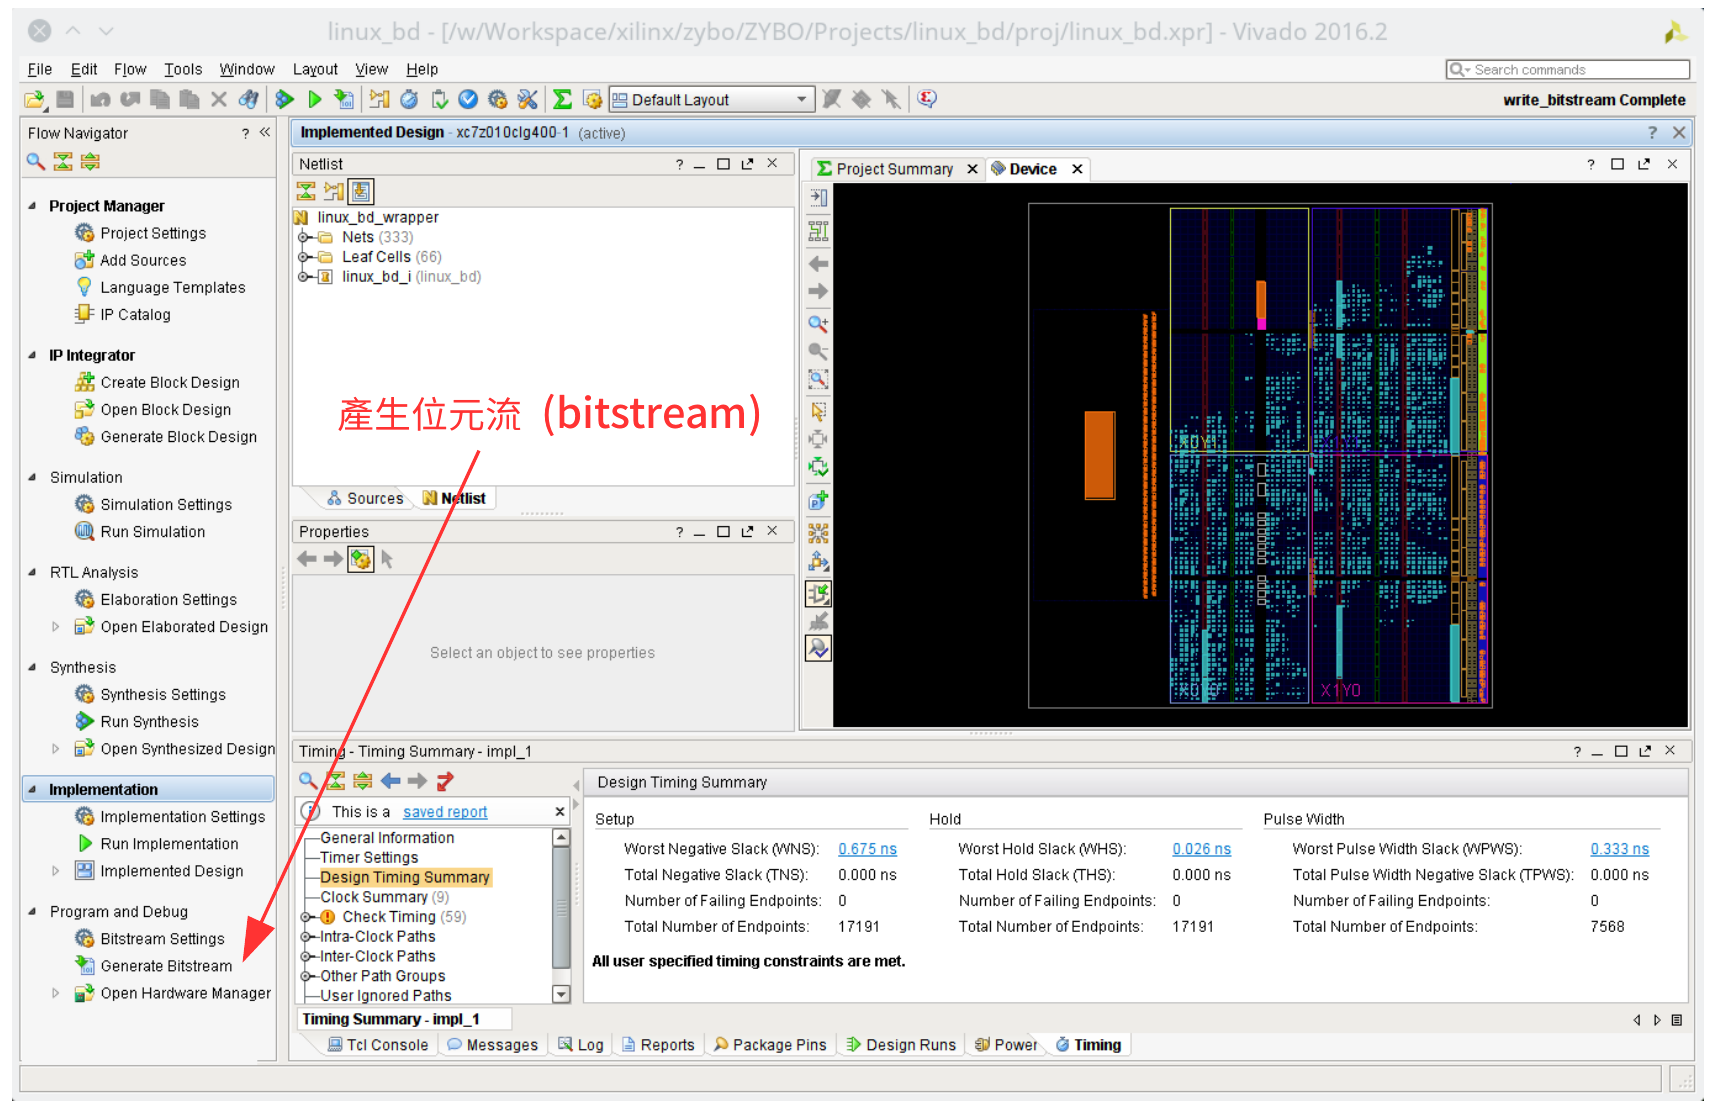 linux_bd - [/w/Workspace/xilinx/zybo/ZYBO/Projects/linux_bd/proj/linux_bd.xpr] - Vivado 2016.2
File Edit Flow Tools Window Layout View Help
Search commands
Default Layout
write_bitstream Complete
Flow Navigator
Project Manager
Project Settings
Add Sources
Language Templates
IP Catalog
IP Integrator
Create Block Design
Open Block Design
Generate Block Design
Simulation
Simulation Settings
Run Simulation
RTL Analysis
Elaboration Settings
Open Elaborated Design
Synthesis
Synthesis Settings
Run Synthesis
Open Synthesized Design
Implementation
Implementation Settings
Run Implementation
Implemented Design
Program and Debug
Bitstream Settings
Generate Bitstream
Open Hardware Manager
Implemented Design - xc7z010clg400-1 (active)
Netlist
linux_bd_wrapper
Nets (333)
Leaf Cells (66)
linux_bd_i (linux_bd)
產生位元流 (bitstream)
Sources Netlist
Properties
Select an object to see properties
Project Summary Device
X0Y1
X1Y0
Timing - Timing Summary - impl_1
This is a saved report
General Information
Timer Settings
Design Timing Summary
Clock Summary (9)
Check Timing (59)
Intra-Clock Paths
Inter-Clock Paths
Other Path Groups
User Ignored Paths
Design Timing Summary
Setup Hold Pulse Width
Worst Negative Slack (WNS): 0.675 ns Worst Hold Slack (WHS): 0.026 ns Worst Pulse Width Slack (WPWS): 0.333 ns
Total Negative Slack (TNS): 0.000 ns Total Hold Slack (THS): 0.000 ns Total Pulse Width Negative Slack (TPWS): 0.000 ns
Number of Failing Endpoints: 0 Number of Failing Endpoints: 0 Number of Failing Endpoints: 0
Total Number of Endpoints: 17191 Total Number of Endpoints: 17191 Total Number of Endpoints: 7568
All user specified timing constraints are met.
Timing Summary - impl_1
Tcl Console Messages Log Reports Package Pins Design Runs Power Timing